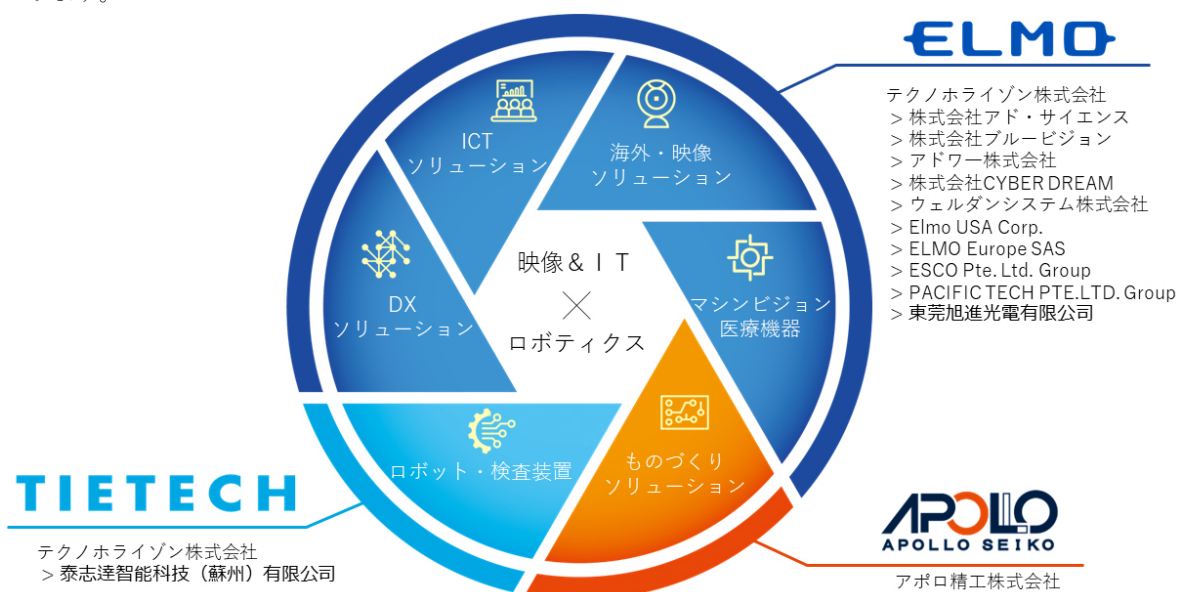 ELMO
テクノホライゾン株式会社
> 株式会社アド・サイエンス
> 株式会社ブルービジョン
> アドワー株式会社
> 株式会社CYBER DREAM
> ウェルダンシステム株式会社
> Elmo USA Corp.
> ELMO Europe SAS
> ESCO Pte. Ltd. Group
> PACIFIC TECH PTE.LTD. Group
> 東莞旭進光電有限公司
ICT
ソリューション
海外・映像
ソリューション
DX
ソリューション
映像＆ＩＴ
×
ロボティクス
マシンビジョン
医療機器
ロボット・検査装置
ものづくり
ソリューション
TIETECH
テクノホライゾン株式会社
> 泰志達智能科技（蘇州）有限公司
APOLLO
APOLLO SEIKO
アポロ精工株式会社